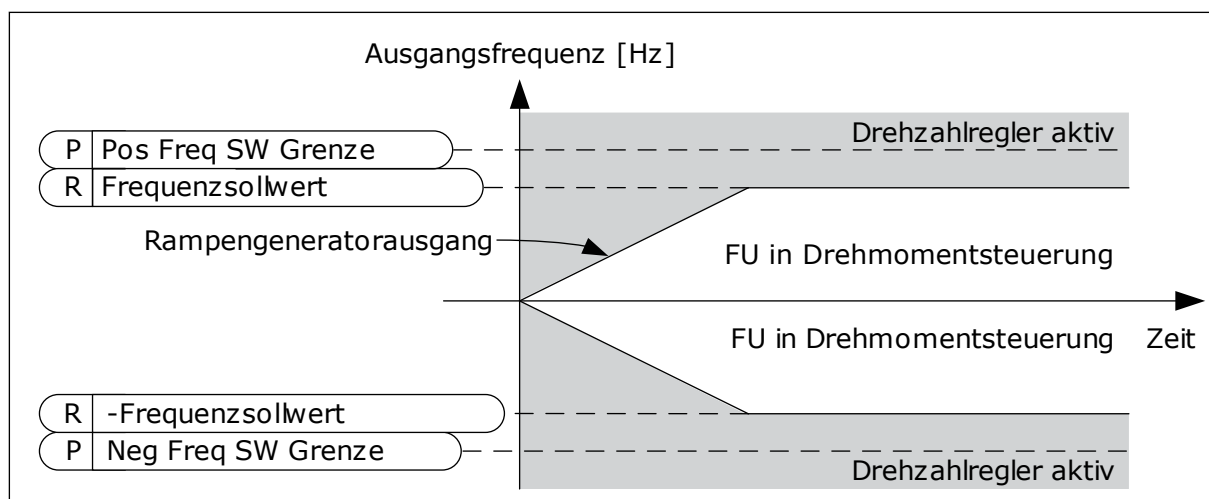 Ausgangsfrequenz [Hz]
Drehzahlregler aktiv
P Pos Freq SW Grenze
R Frequenzsollwert
Rampengeneratorausgang
FU in Drehmomentsteuerung
FU in Drehmomentsteuerung
Zeit
R -Frequenzsollwert
P Neg Freq SW Grenze
Drehzahlregler aktiv